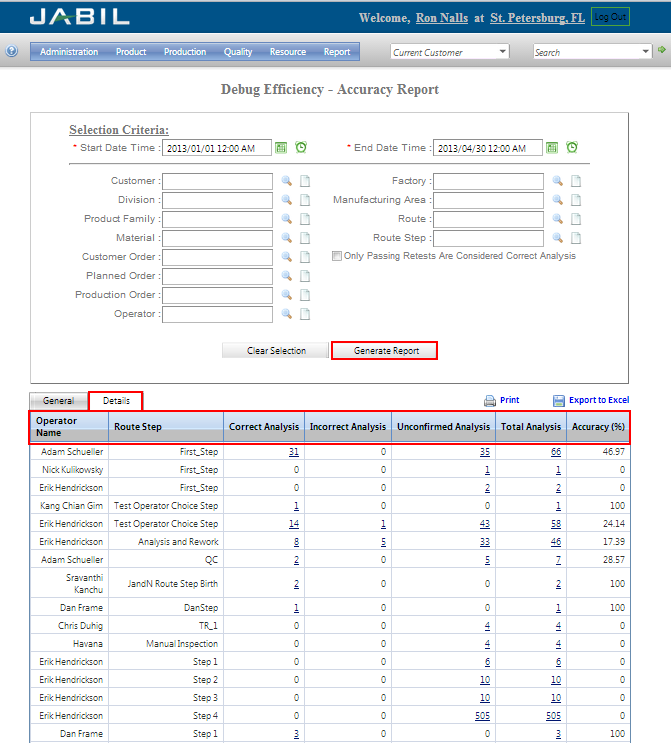 JABIL
Welcome, Ron Nalls at St. Petersburg, FL Log Out
Administration Product Production Quality Resource Report Current Customer Search
Debug Efficiency - Accuracy Report
Selection Criteria:
* Start Date Time : 2013/01/01 12:00 AM * End Date Time : 2013/04/30 12:00 AM
Customer : Factory :
Division : Manufacturing Area :
Product Family : Route :
Material : Route Step :
Customer Order : Only Passing Retests Are Considered Correct Analysis
Planned Order :
Production Order :
Operator :
Clear Selection Generate Report
General Details Print Export to Excel
Operator Name Route Step Correct Analysis Incorrect Analysis Unconfirmed Analysis Total Analysis Accuracy (%)
Adam Schueller First_Step 31 0 35 66 46.97
Nick Kulikowsky First_Step 0 0 1 1 0
Erik Hendrickson First_Step 0 0 2 2 0
Kang Chian Gim Test Operator Choice Step 1 0 0 1 100
Erik Hendrickson Test Operator Choice Step 14 1 43 58 24.14
Erik Hendrickson Analysis and Rework 8 5 33 46 17.39
Adam Schueller QC 2 0 5 7 28.57
Sravanthi Kanchu JandN Route Step Birth 2 0 0 2 100
Dan Frame DanStep 1 0 0 1 100
Chris Duhig TR_1 0 0 4 4 0
Havana Manual Inspection 0 0 4 4 0
Erik Hendrickson Step 1 0 0 6 6 0
Erik Hendrickson Step 2 0 0 10 10 0
Erik Hendrickson Step 3 0 0 10 10 0
Erik Hendrickson Step 4 0 0 505 505 0
Dan Frame Step 1 3 0 0 3 100